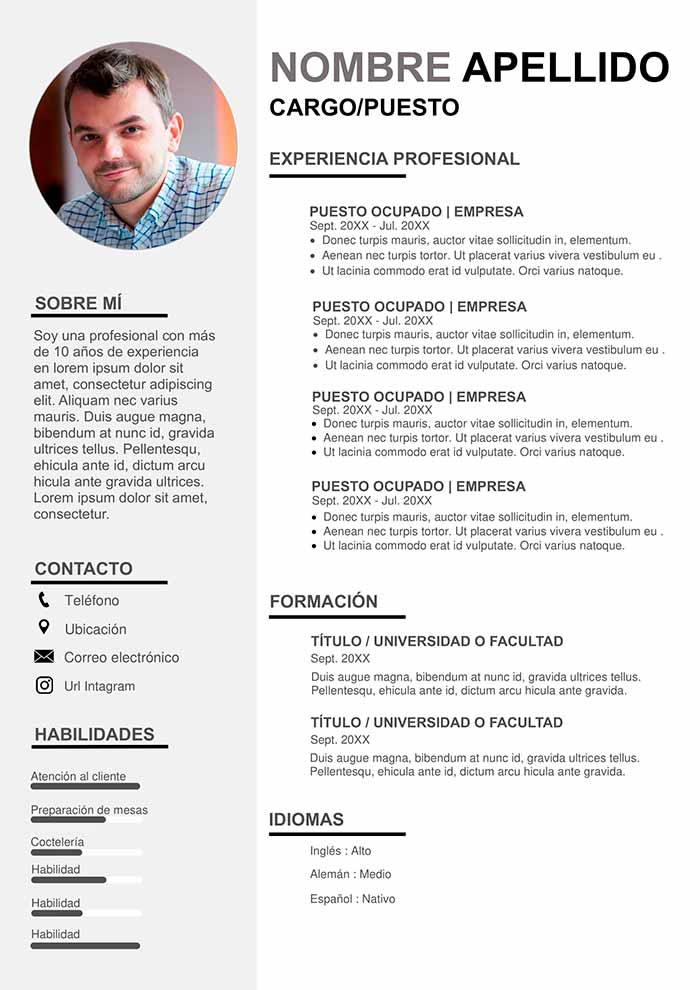 NOMBRE APELLIDO
CARGO/PUESTO
SOBRE MÍ
Soy una profesional con más
de 10 años de experiencia
en lorem ipsum dolor sit
amet, consectetur adipiscing
elit. Aliquam nec varius
mauris. Duis augue magna,
bibendum at nunc id, gravida
ultrices tellus. Pellentesqu,
ehicula ante id, dictum arcu
hicula ante gravida ultrices.
Lorem ipsum dolor sit amet,
consectetur.
CONTACTO
Teléfono
Ubicación
Correo electrónico
Url Intagram
HABILIDADES
Atención al cliente
Preparación de mesas
Coctelería
Habilidad
Habilidad
Habilidad
EXPERIENCIA PROFESIONAL
PUESTO OCUPADO | EMPRESA
Sept. 20XX - Jul. 20XX
• Donec turpis mauris, auctor vitae sollicitudin in, elementum.
• Aenean nec turpis tortor. Ut placerat varius vivera vestibulum eu .
• Ut lacinia commodo erat id vulputate. Orci varius natoque.
PUESTO OCUPADO | EMPRESA
Sept. 20XX - Jul. 20XX
• Donec turpis mauris, auctor vitae sollicitudin in, elementum.
• Aenean nec turpis tortor. Ut placerat varius vivera vestibulum eu .
• Ut lacinia commodo erat id vulputate. Orci varius natoque.
PUESTO OCUPADO | EMPRESA
Sept. 20XX - Jul. 20XX
• Donec turpis mauris, auctor vitae sollicitudin in, elementum.
• Aenean nec turpis tortor. Ut placerat varius vivera vestibulum eu .
• Ut lacinia commodo erat id vulputate. Orci varius natoque.
PUESTO OCUPADO | EMPRESA
Sept. 20XX - Jul. 20XX
• Donec turpis mauris, auctor vitae sollicitudin in, elementum.
• Aenean nec turpis tortor. Ut placerat varius vivera vestibulum eu .
• Ut lacinia commodo erat id vulputate. Orci varius natoque.
FORMACIÓN
TÍTULO / UNIVERSIDAD O FACULTAD
Sept. 20XX
Duis augue magna, bibendum at nunc id, gravida ultrices tellus.
Pellentesqu, ehicula ante id, dictum arcu hicula ante gravida.
TÍTULO / UNIVERSIDAD O FACULTAD
Sept. 20XX
Duis augue magna, bibendum at nunc id, gravida ultrices tellus.
Pellentesqu, ehicula ante id, dictum arcu hicula ante gravida.
IDIOMAS
Inglés : Alto
Alemán : Medio
Español : Nativo